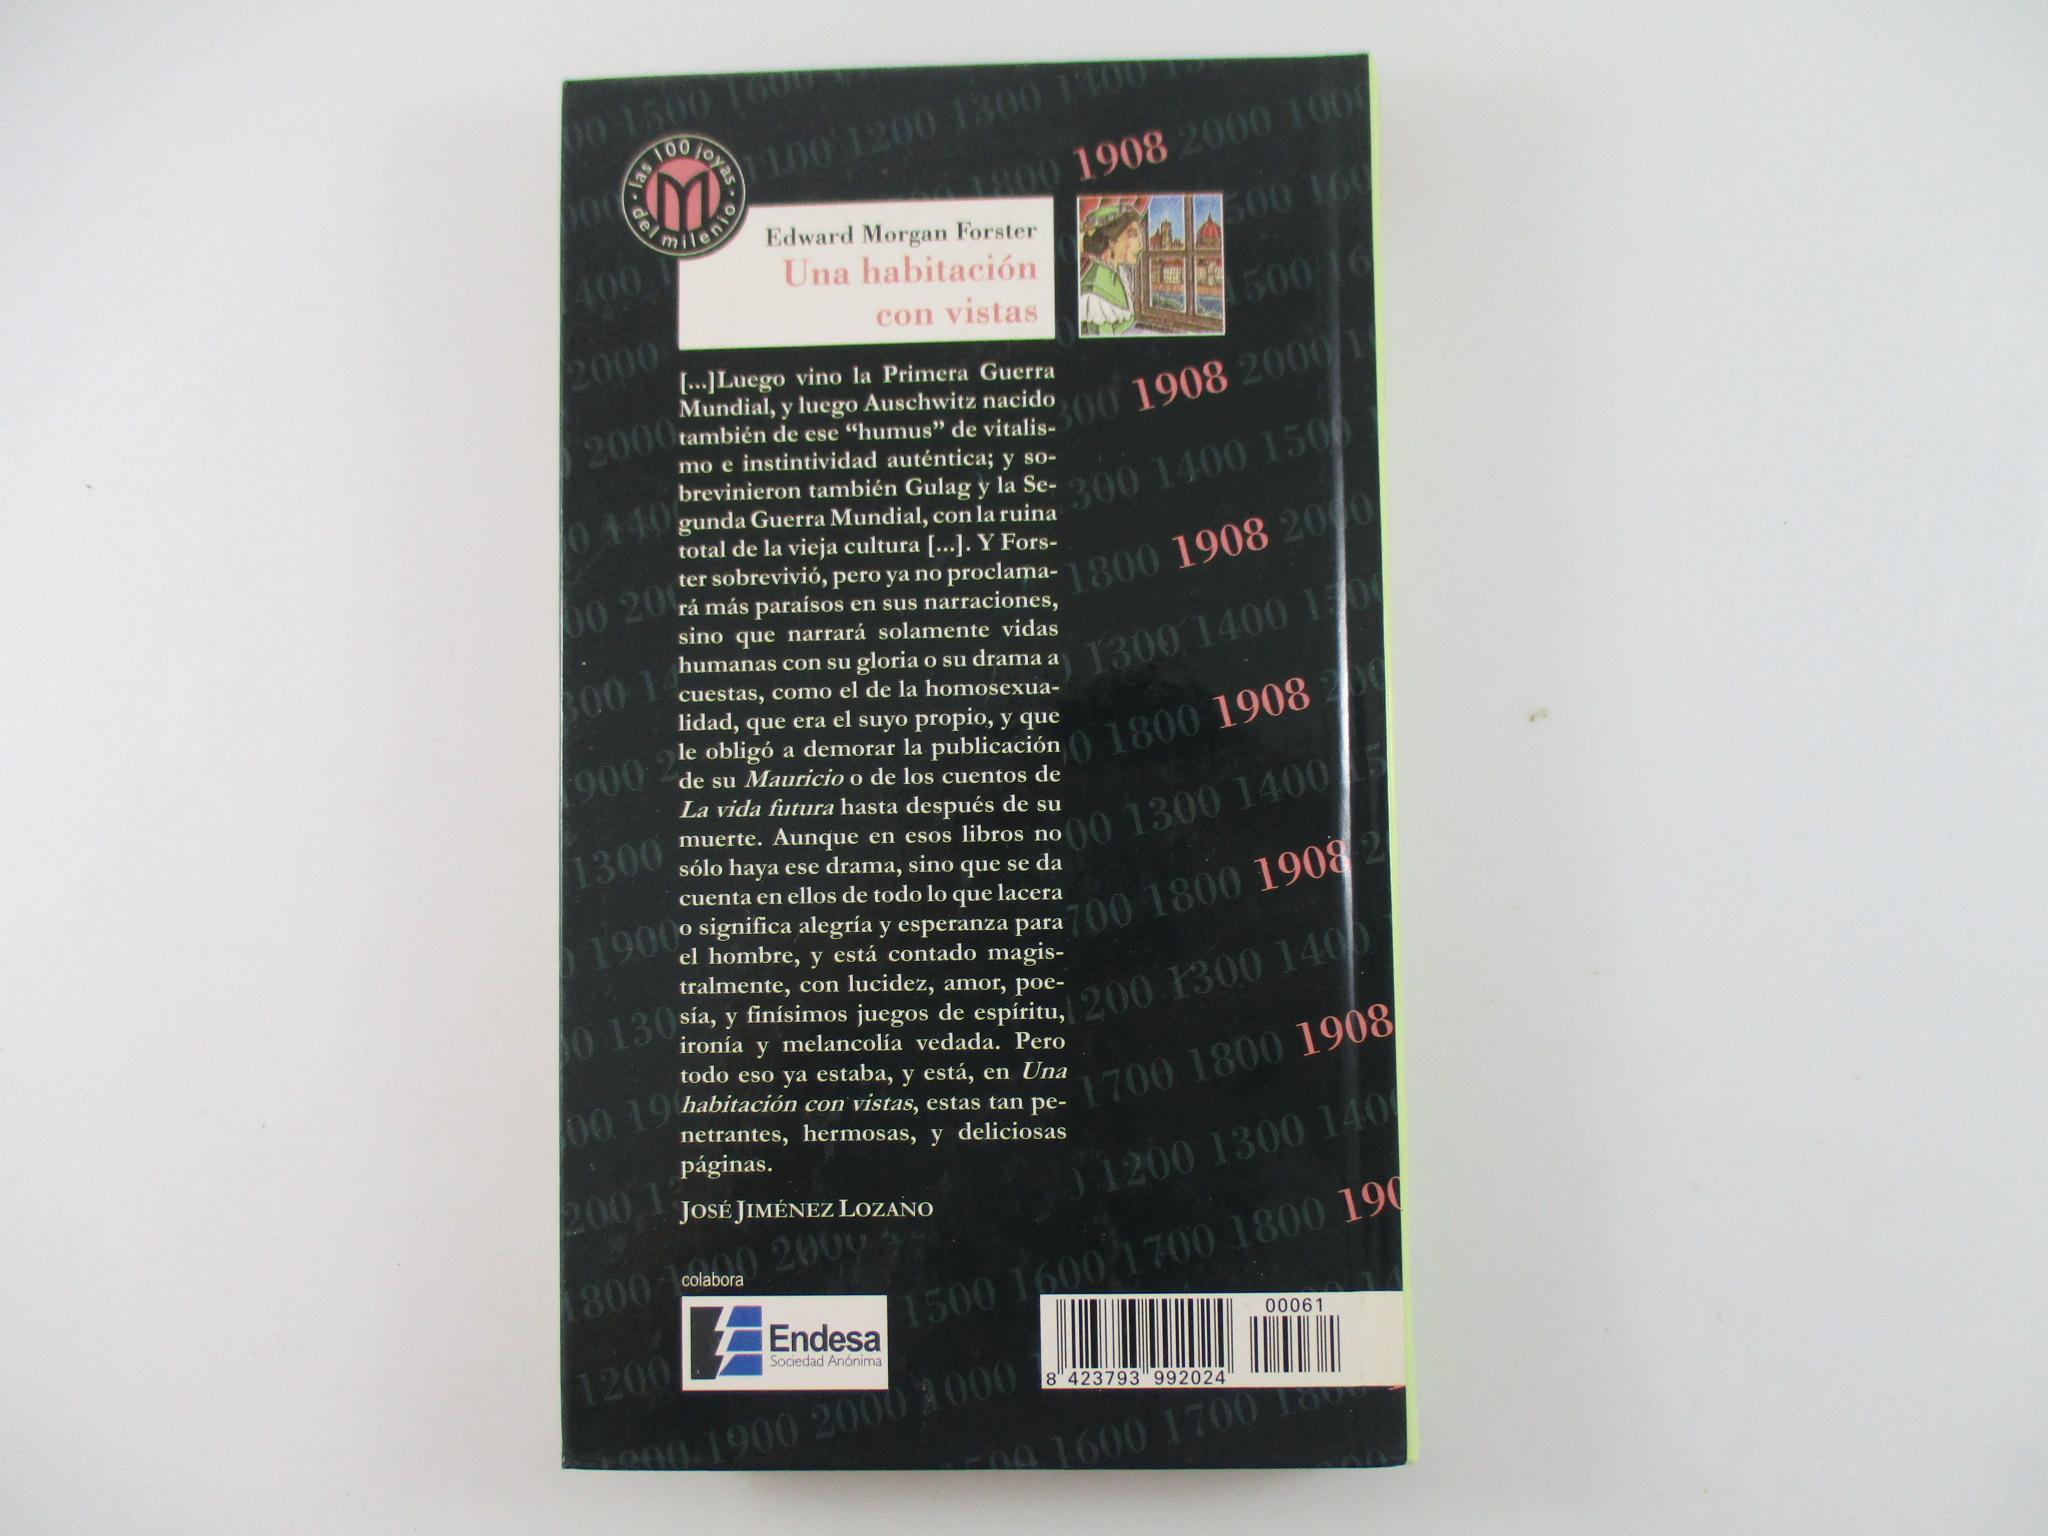 las 100 joyas
del milenio
M
Edward Morgan Forster
Una habitación
con vistas
[...]Luego vino la Primera Guerra
Mundial, y luego Auschwitz nacido
también de ese “humus” de vitalis-
mo e instintividad auténtica; y so-
brevinieron también Gulag y la Se-
gunda Guerra Mundial, con la ruina
total de la vieja cultura [...]. Y Fors-
ter sobrevivió, pero ya no proclama-
rá más paraísos en sus narraciones,
sino que narrará solamente vidas
humanas con su gloria o su drama a
cuestas, como el de la homosexua-
lidad, que era el suyo propio, y que
le obligó a demorar la publicación
de su Mauricio o de los cuentos de
La vida futura hasta después de su
muerte. Aunque en esos libros no
sólo haya ese drama, sino que se da
cuenta en ellos de todo lo que lacera
o significa alegría y esperanza para
el hombre, y está contado magis-
tralmente, con lucidez, amor, poe-
sía, y finísimos juegos de espíritu,
ironía y melancolía vedada. Pero
todo eso ya estaba, y está, en Una
habitación con vistas, estas tan pe-
netrantes, hermosas, y deliciosas
páginas.
JOSÉ JIMÉNEZ LOZANO
colabora
Endesa
Sociedad Anónima
00061
8 423793 992024
1908
1908
1908
1908
1908
1908